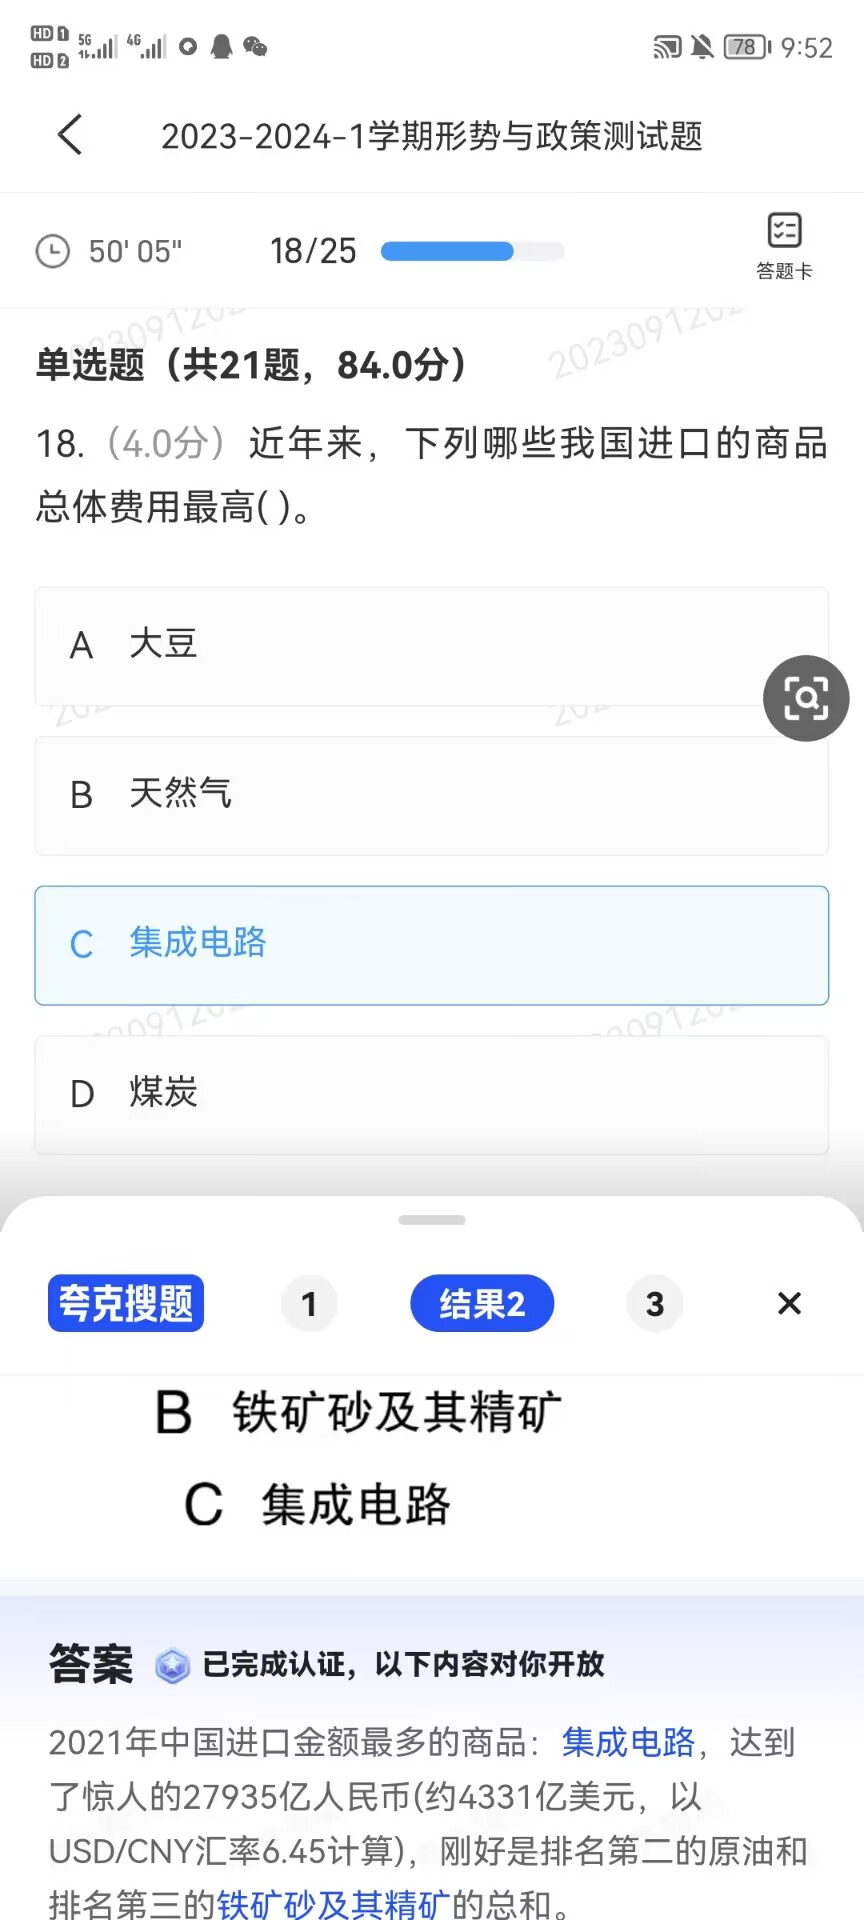 HD 1 5G 4G 78 9:52
HD 2
2023-2024-1学期形势与政策测试题
50' 05" 18/25
答题卡
单选题（共21题，84.0分）
18.（4.0分）近年来，下列哪些我国进口的商品
总体费用最高( )。
A 大豆
B 天然气
C 集成电路
D 煤炭
夸克搜题 1 结果2 3
B 铁矿砂及其精矿
C 集成电路
答案 已完成认证，以下内容对你开放
2021年中国进口金额最多的商品：集成电路，达到
了惊人的27935亿人民币(约4331亿美元，以
USD/CNY汇率6.45计算)，刚好是排名第二的原油和
排名第三的铁矿砂及其精矿的总和。